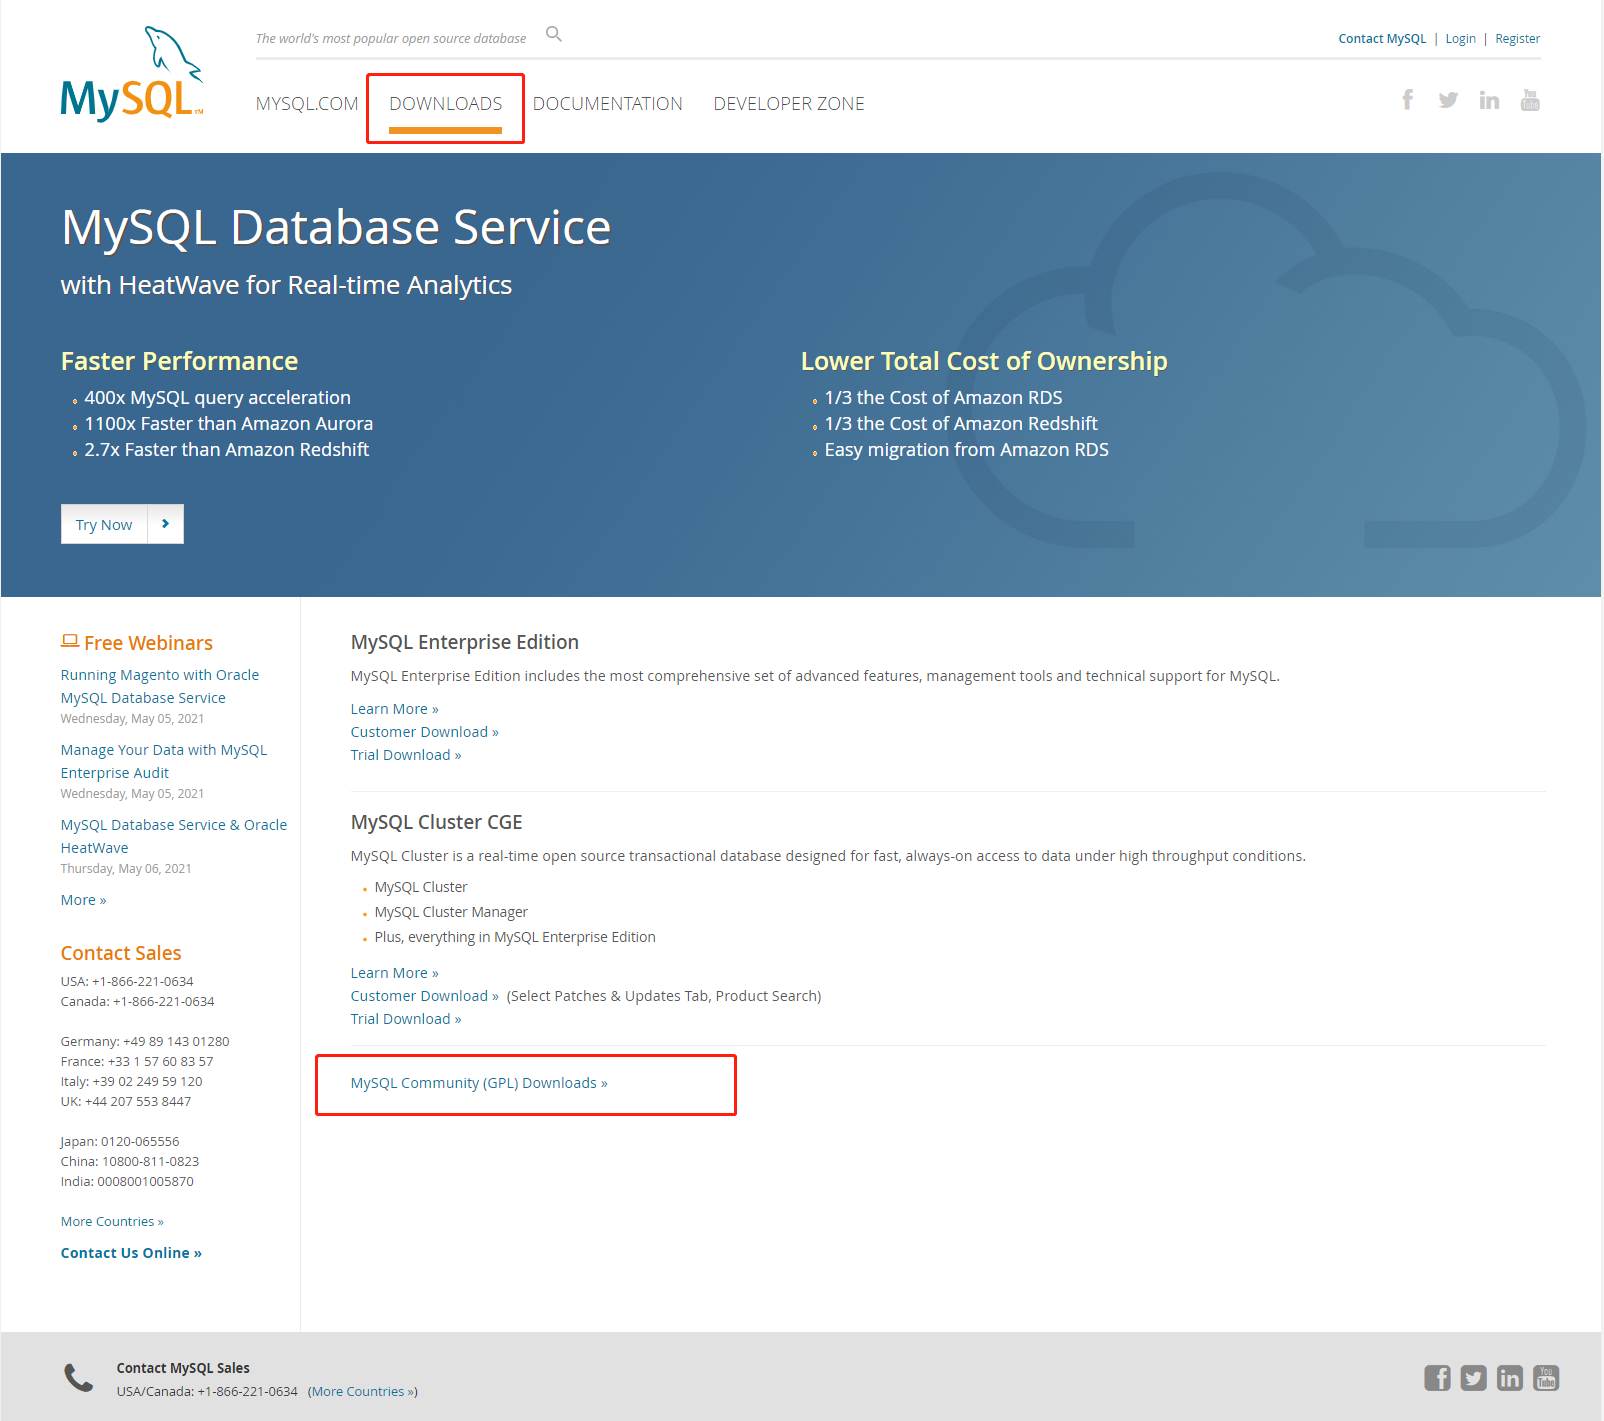 The world's most popular open source database
Contact MySQL | Login | Register
MySQL™
MYSQL.COM DOWNLOADS DOCUMENTATION DEVELOPER ZONE
You Tube
MySQL Database Service
with HeatWave for Real-time Analytics
Faster Performance
400x MySQL query acceleration
1100x Faster than Amazon Aurora
2.7x Faster than Amazon Redshift
Lower Total Cost of Ownership
1/3 the Cost of Amazon RDS
1/3 the Cost of Amazon Redshift
Easy migration from Amazon RDS
Try Now
Free Webinars
Running Magento with Oracle
MySQL Database Service
Wednesday, May 05, 2021
Manage Your Data with MySQL
Enterprise Audit
Wednesday, May 05, 2021
MySQL Database Service & Oracle
HeatWave
Thursday, May 06, 2021
More »
Contact Sales
USA: +1-866-221-0634
Canada: +1-866-221-0634
Germany: +49 89 143 01280
France: +33 1 57 60 83 57
Italy: +39 02 249 59 120
UK: +44 207 553 8447
Japan: 0120-065556
China: 10800-811-0823
India: 0008001005870
More Countries »
Contact Us Online »
MySQL Enterprise Edition
MySQL Enterprise Edition includes the most comprehensive set of advanced features, management tools and technical support for MySQL.
Learn More »
Customer Download »
Trial Download »
MySQL Cluster CGE
MySQL Cluster is a real-time open source transactional database designed for fast, always-on access to data under high throughput conditions.
MySQL Cluster
MySQL Cluster Manager
Plus, everything in MySQL Enterprise Edition
Learn More »
Customer Download » (Select Patches & Updates Tab, Product Search)
Trial Download »
MySQL Community (GPL) Downloads »
Contact MySQL Sales
USA/Canada: +1-866-221-0634 (More Countries »)
You Tube